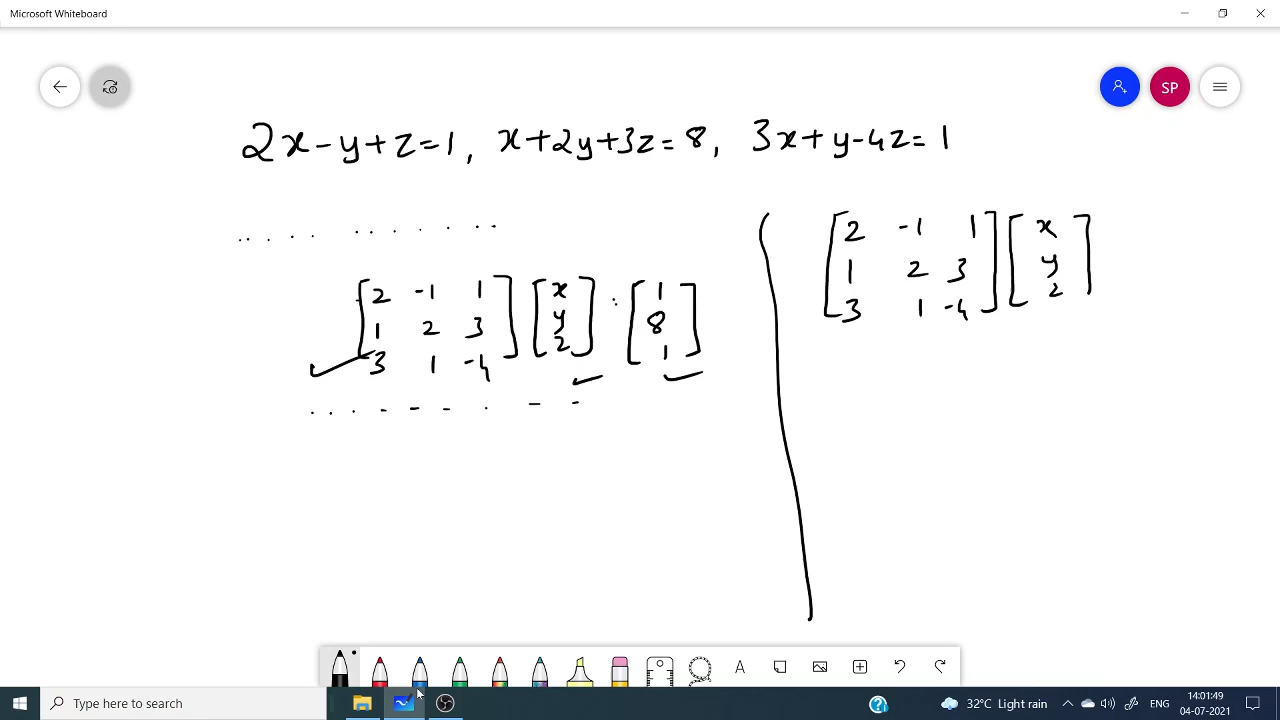 Microsoft Whiteboard
SP
2x-y+z=1, x+2y+3z=8, 3x+y-4z=1
2 -1 1 x 1
1 2 3 y 8
3 1 -4 z 1
2 -1 1 x
1 2 3 y
3 1 -4 z
A
Type here to search
32°C Light rain
ENG
14:01:49
04-07-2021